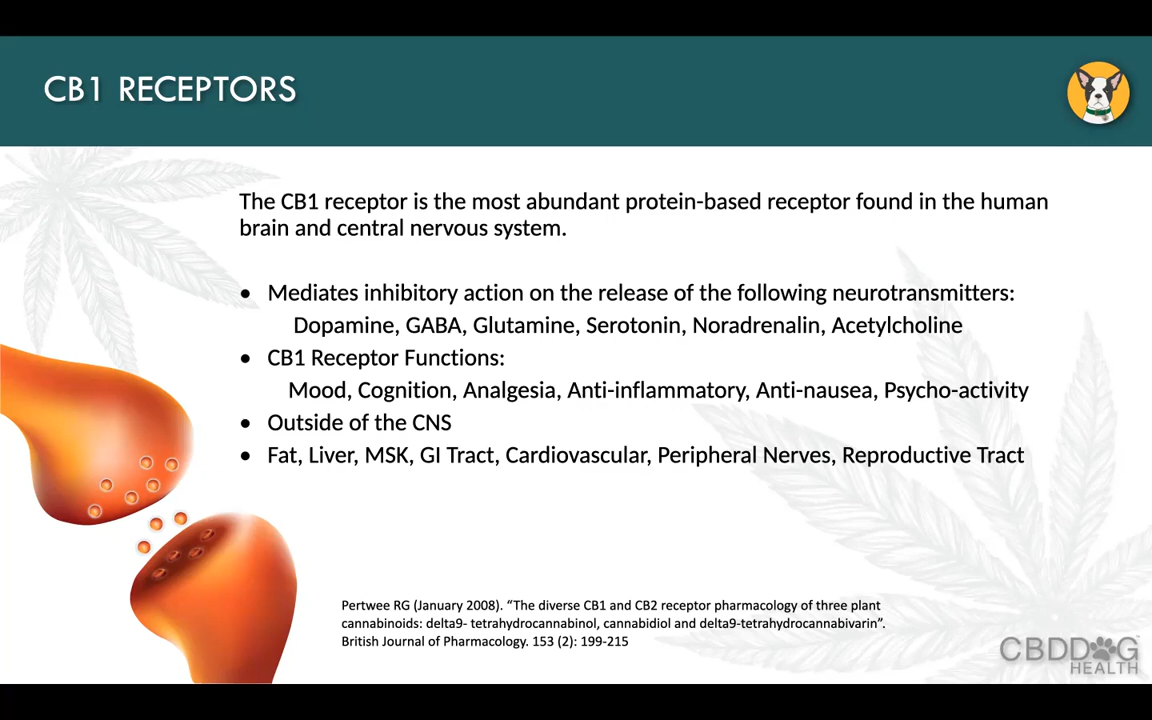 CB1 RECEPTORS
The CB1 receptor is the most abundant protein-based receptor found in the human
brain and central nervous system.
• Mediates inhibitory action on the release of the following neurotransmitters:
Dopamine, GABA, Glutamine, Serotonin, Noradrenalin, Acetylcholine
• CB1 Receptor Functions:
Mood, Cognition, Analgesia, Anti-inflammatory, Anti-nausea, Psycho-activity
• Outside of the CNS
• Fat, Liver, MSK, GI Tract, Cardiovascular, Peripheral Nerves, Reproductive Tract
Pertwee RG (January 2008). “The diverse CB1 and CB2 receptor pharmacology of three plant
cannabinoids: delta9- tetrahydrocannabinol, cannabidiol and delta9-tetrahydrocannabivarin”.
British Journal of Pharmacology. 153 (2): 199-215
CBDDOG
HEALTH